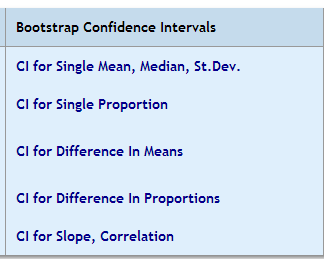 Bootstrap Confidence Intervals
CI for Single Mean, Median, St.Dev.
CI for Single Proportion
CI for Difference In Means
CI for Difference In Proportions
CI for Slope, Correlation